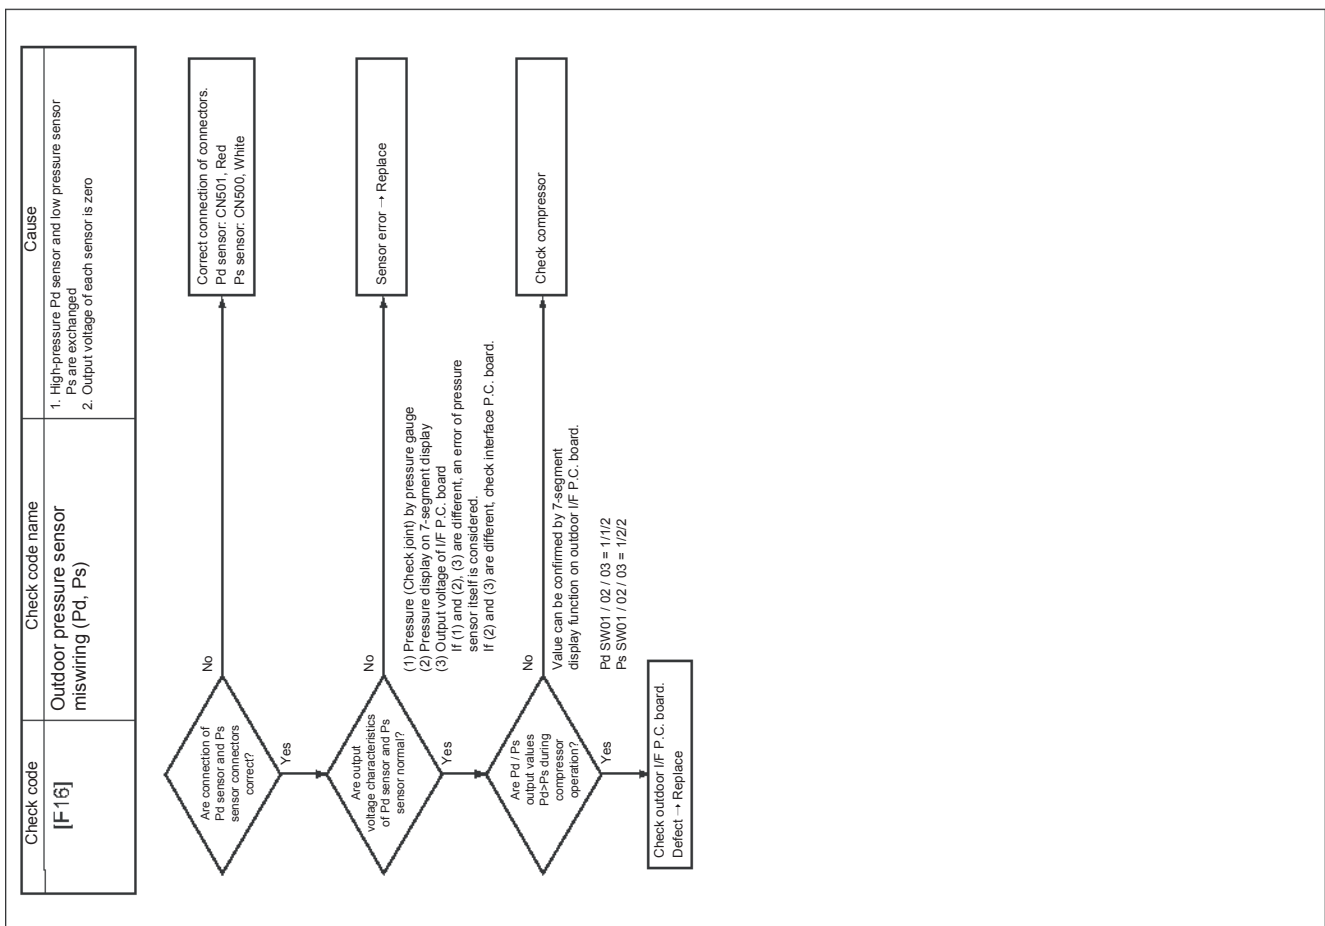 Check code
Check code name
Cause
[F16]
Outdoor pressure sensor
miswiring (Pd, Ps)
1. High-pressure Pd sensor and low pressure sensor
Ps are exchanged
2. Output voltage of each sensor is zero
Are connection of
Pd sensor and Ps
sensor connectors
correct?
No
Correct connection of connectors.
Pd sensor: CN501, Red
Ps sensor: CN500, White
Yes
Are output
voltage characteristics
of Pd sensor and Ps
sensor normal?
No
Sensor error → Replace
(1) Pressure (Check joint) by pressure gauge
(2) Pressure display on 7-segment display
(3) Output voltage of I/F P.C. board
If (1) and (2), (3) are different, an error of pressure
sensor itself is considered.
If (2) and (3) are different, check interface P.C. board.
Yes
Are Pd / Ps
output values
Pd>Ps during
compressor
operation?
No
Check compressor
Value can be confirmed by 7-segment
display function on outdoor I/F P.C. board.
Pd SW01 / 02 / 03 = 1/1/2
Ps SW01 / 02 / 03 = 1/2/2
Yes
Check outdoor I/F P.C. board.
Defect → Replace